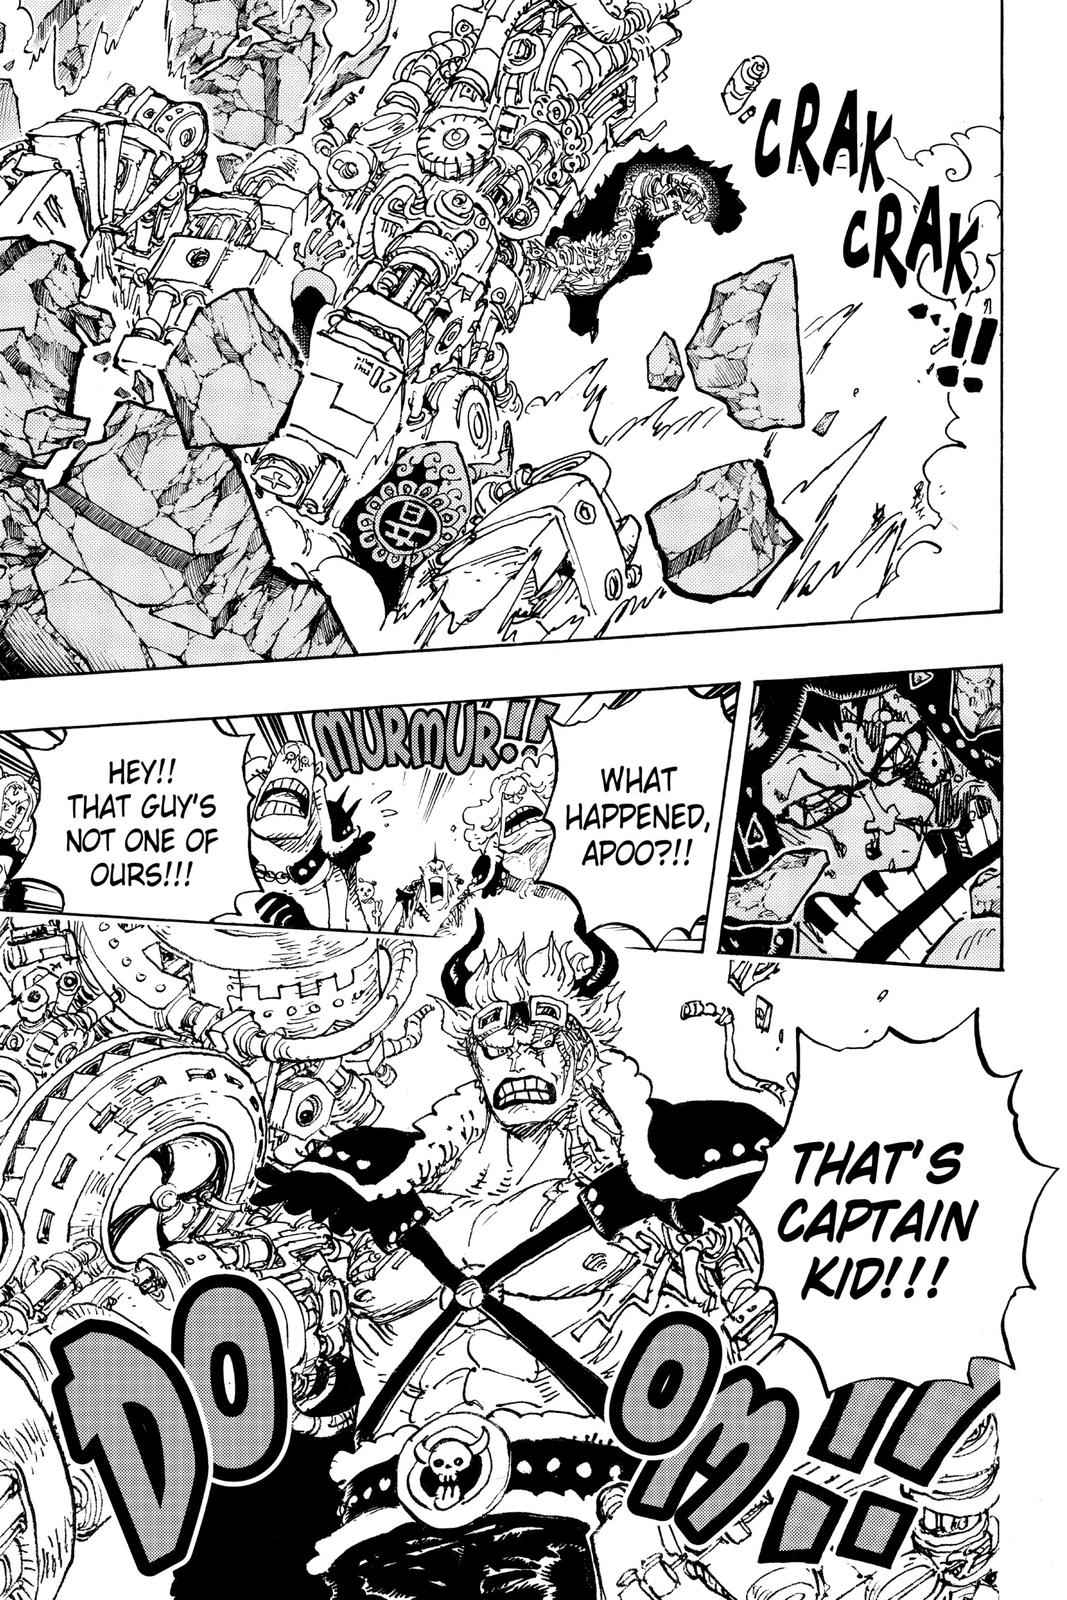 CRAK
CRAK
!!
WHAT
HAPPENED,
APOO?!!
MURMUR!!
HEY!!
THAT GUY'S
NOT ONE OF
OURS!!!
THAT'S
CAPTAIN
KID!!!
DOOM!!